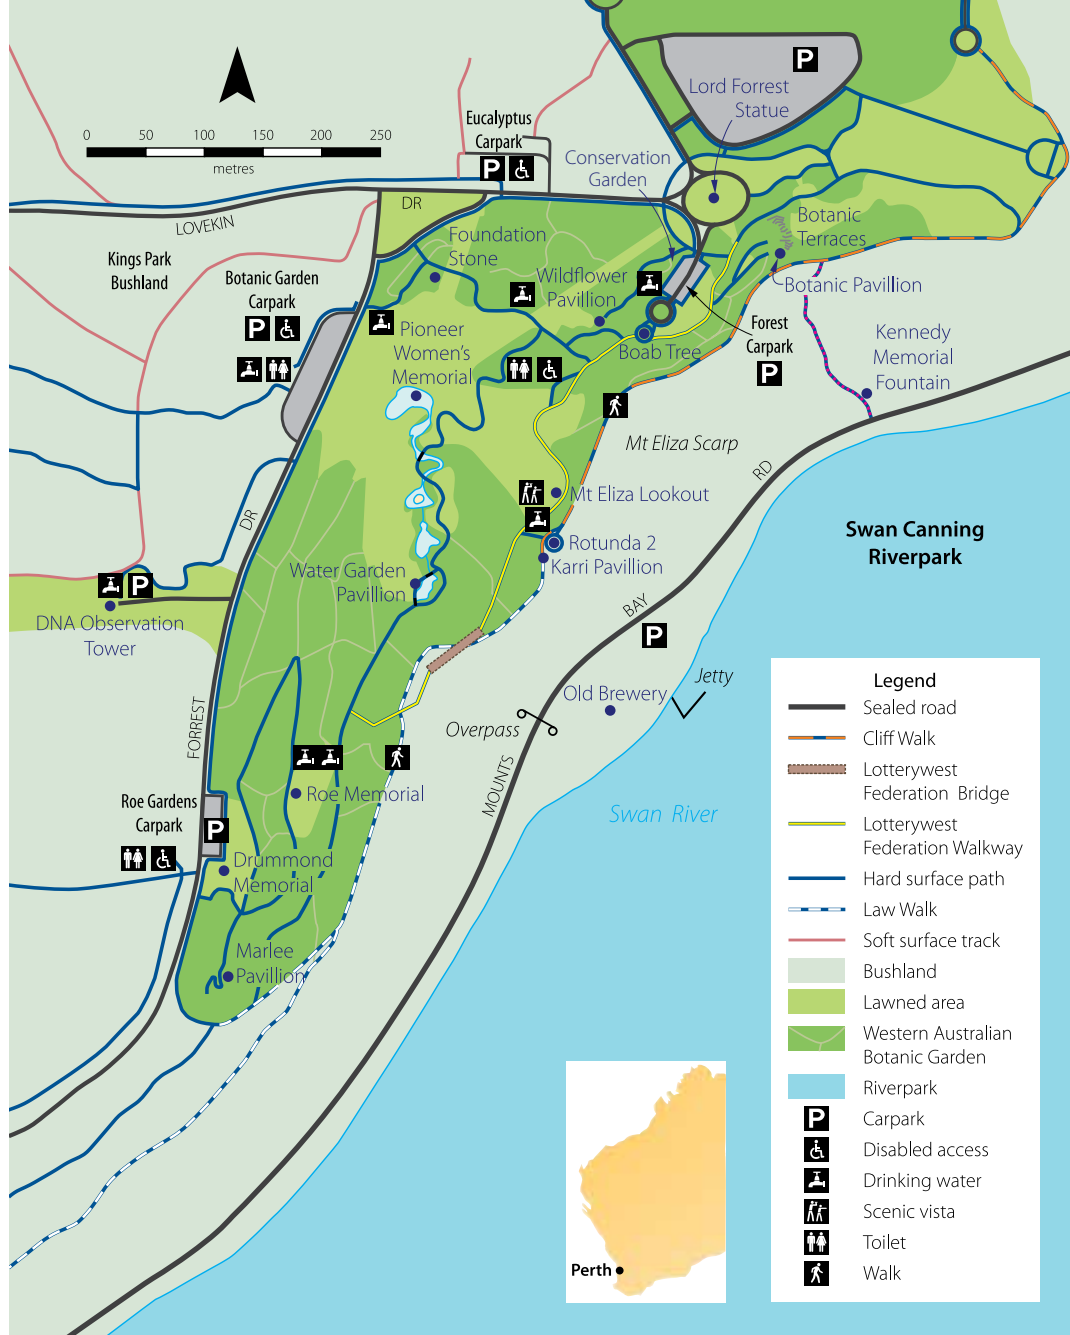 P
Lord Forrest
Statue
0 50 100 150 200 250
metres
Eucalyptus
Carpark
P
Conservation
Garden
DR
LOVEKIN
Kings Park
Bushland
Foundation
Stone
Botanic
Terraces
Botanic Garden
Carpark
P
Wildflower
Pavillion
Botanic Pavillion
Pioneer
Women's
Memorial
Forest
Carpark
P
Boab Tree
Kennedy
Memorial
Fountain
Mt Eliza Scarp
RD
Mt Eliza Lookout
DR
Swan Canning
Riverpark
Rotunda 2
Karri Pavillion
Water Garden
Pavillion
P
DNA Observation
Tower
BAY
P
Jetty
Old Brewery
Overpass
FORREST
MOUNTS
Roe Memorial
Swan River
Roe Gardens
Carpark
P
Drummond
Memorial
Marlee
Pavillion
Legend
Sealed road
Cliff Walk
Lotterywest
Federation Bridge
Lotterywest
Federation Walkway
Hard surface path
Law Walk
Soft surface track
Bushland
Lawned area
Western Australian
Botanic Garden
Riverpark
P Carpark
Disabled access
Drinking water
Scenic vista
Toilet
Walk
Perth